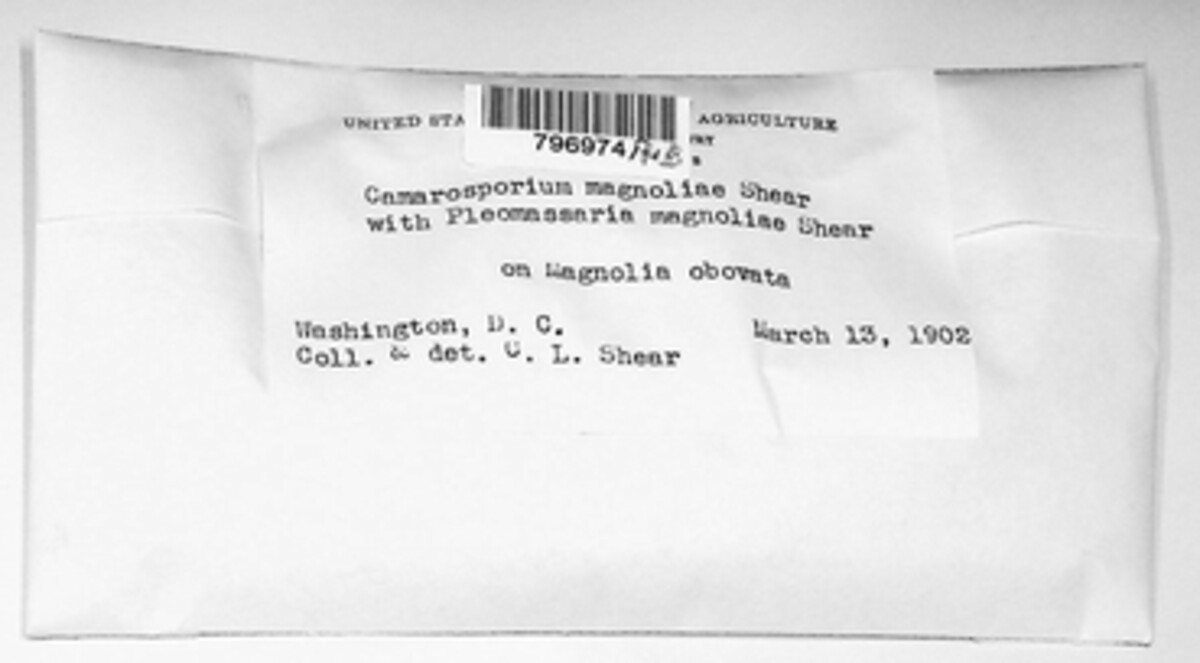 UNITED STA AGRICULTURE
796974
Camarosporium magnoliae Shear
with Pleomassaria magnoliae Shear
on Magnolia obovata
Washington, D. C.
March 13, 1902
Coll. & det. C. L. Shear